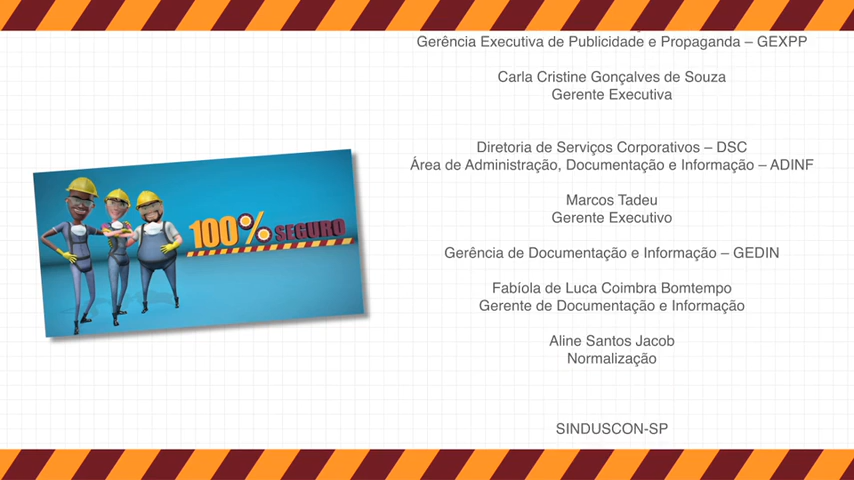 Gerência Executiva de Publicidade e Propaganda – GEXPP
Carla Cristine Gonçalves de Souza
Gerente Executiva
Diretoria de Serviços Corporativos – DSC
Área de Administração, Documentação e Informação – ADINF
Marcos Tadeu
Gerente Executivo
Gerência de Documentação e Informação – GEDIN
Fabíola de Luca Coimbra Bomtempo
Gerente de Documentação e Informação
Aline Santos Jacob
Normalização
SINDUSCON-SP
100% SEGURO